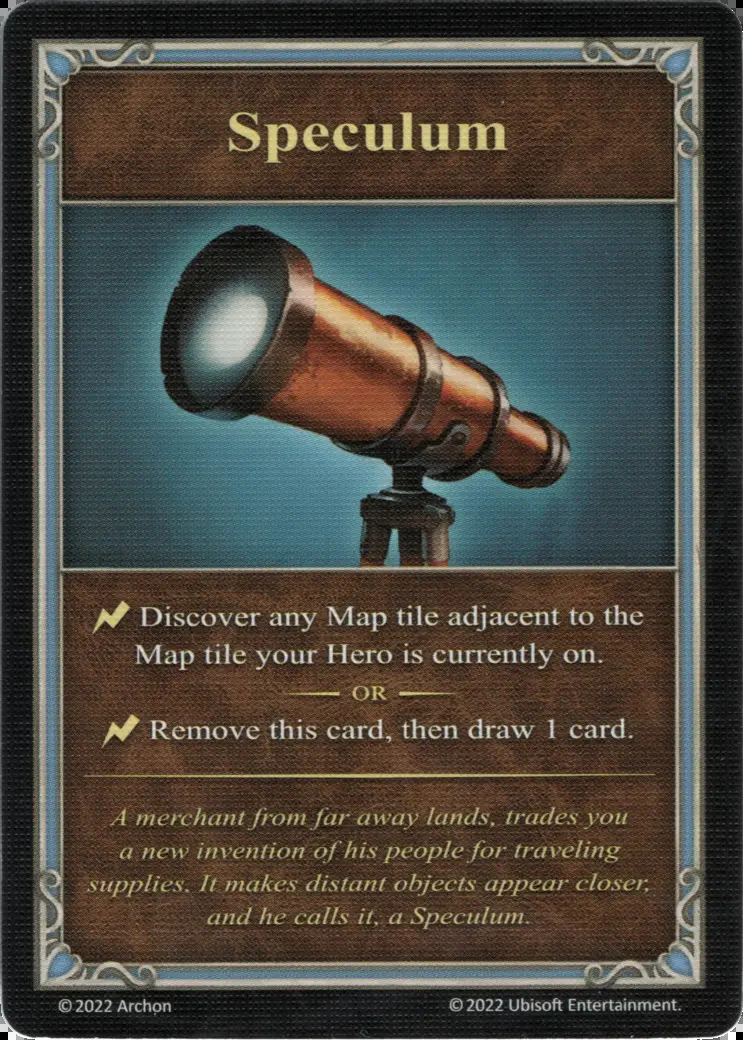 Speculum
Discover any Map tile adjacent to the
Map tile your Hero is currently on.
OR
Remove this card, then draw 1 card.
A merchant from far away lands, trades you
a new invention of his people for traveling
supplies. It makes distant objects appear closer,
and he calls it, a Speculum.
© 2022 Archon
© 2022 Ubisoft Entertainment.